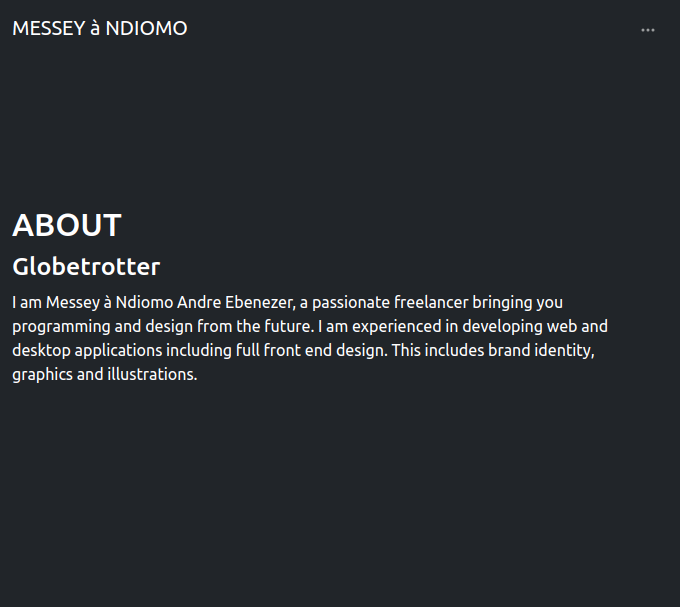 MESSEY à NDIOMO
ABOUT
Globetrotter
I am Messey à Ndiomo Andre Ebenezer, a passionate freelancer bringing you
programming and design from the future. I am experienced in developing web and
desktop applications including full front end design. This includes brand identity,
graphics and illustrations.